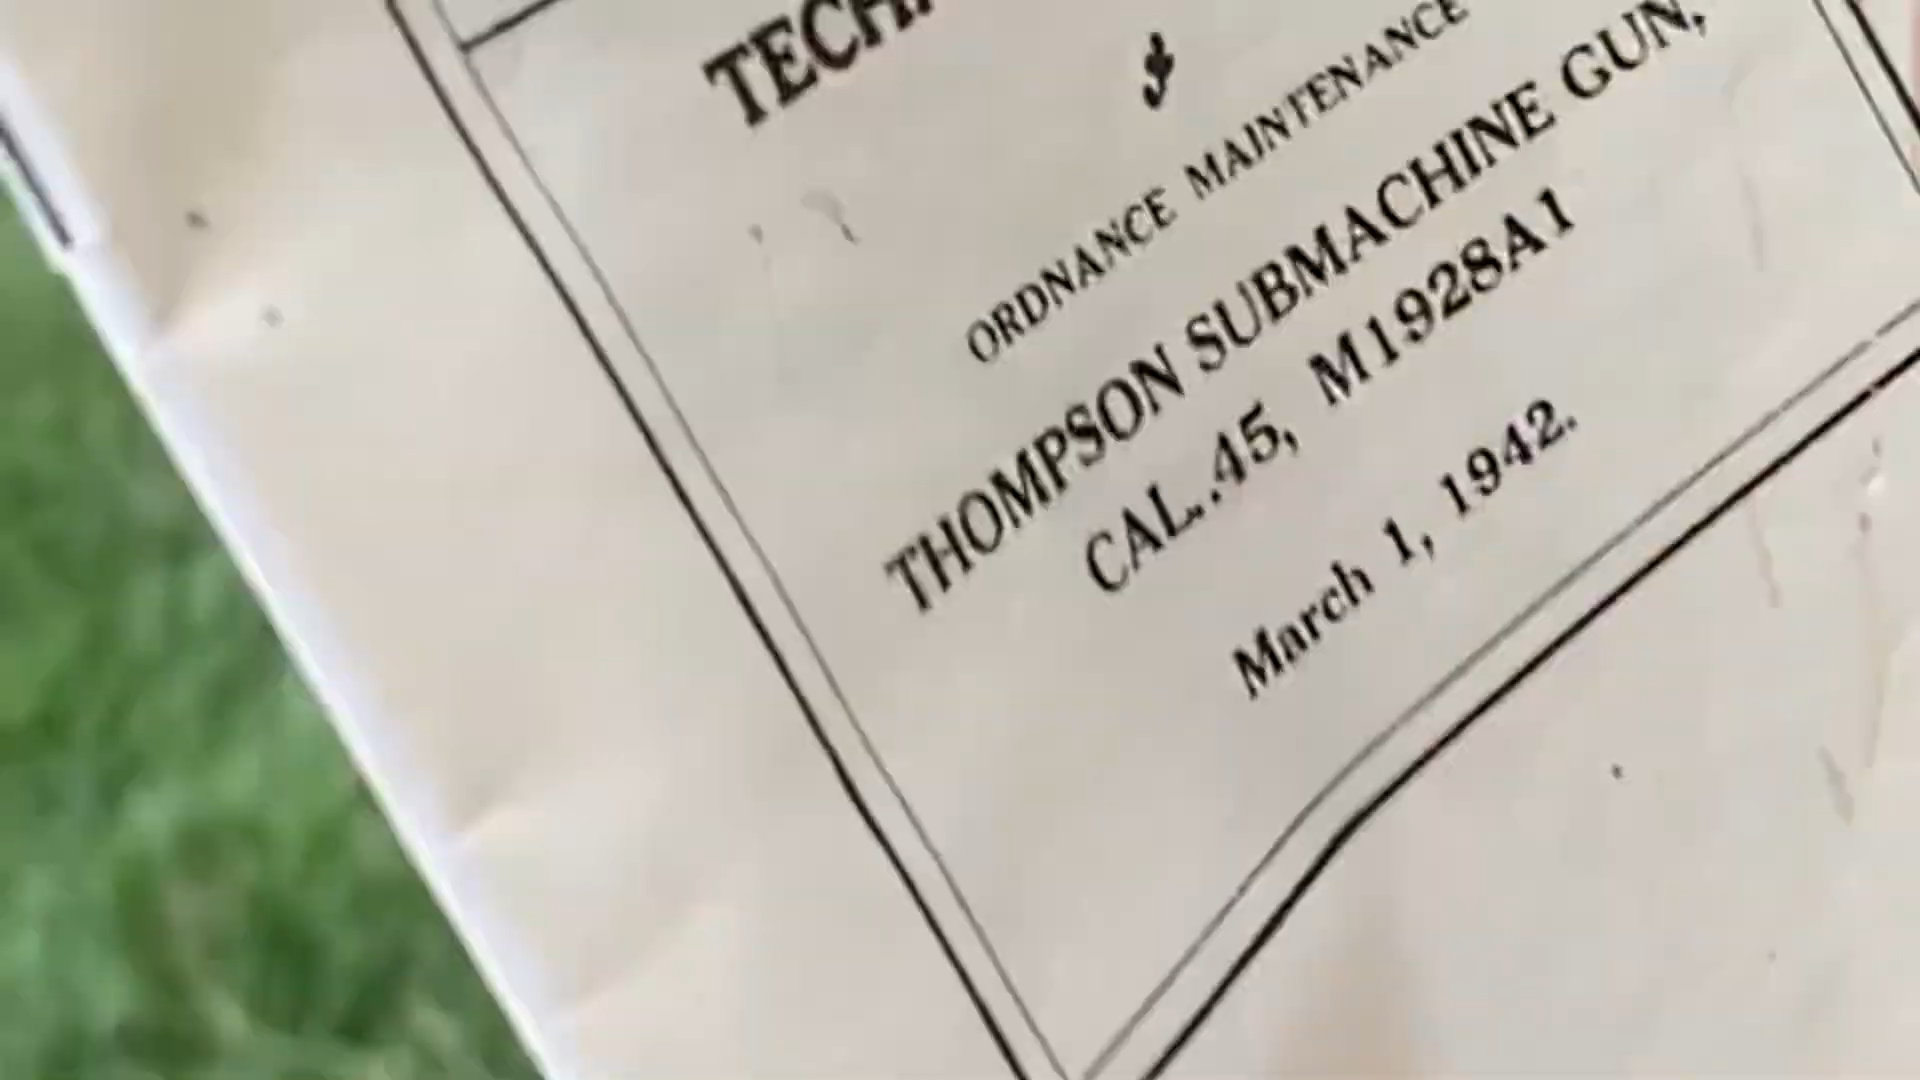 ORDNANCE MAINTENANCE
THOMPSON SUBMACHINE GUN,
CAL. .45, M1928A1
March 1, 1942.